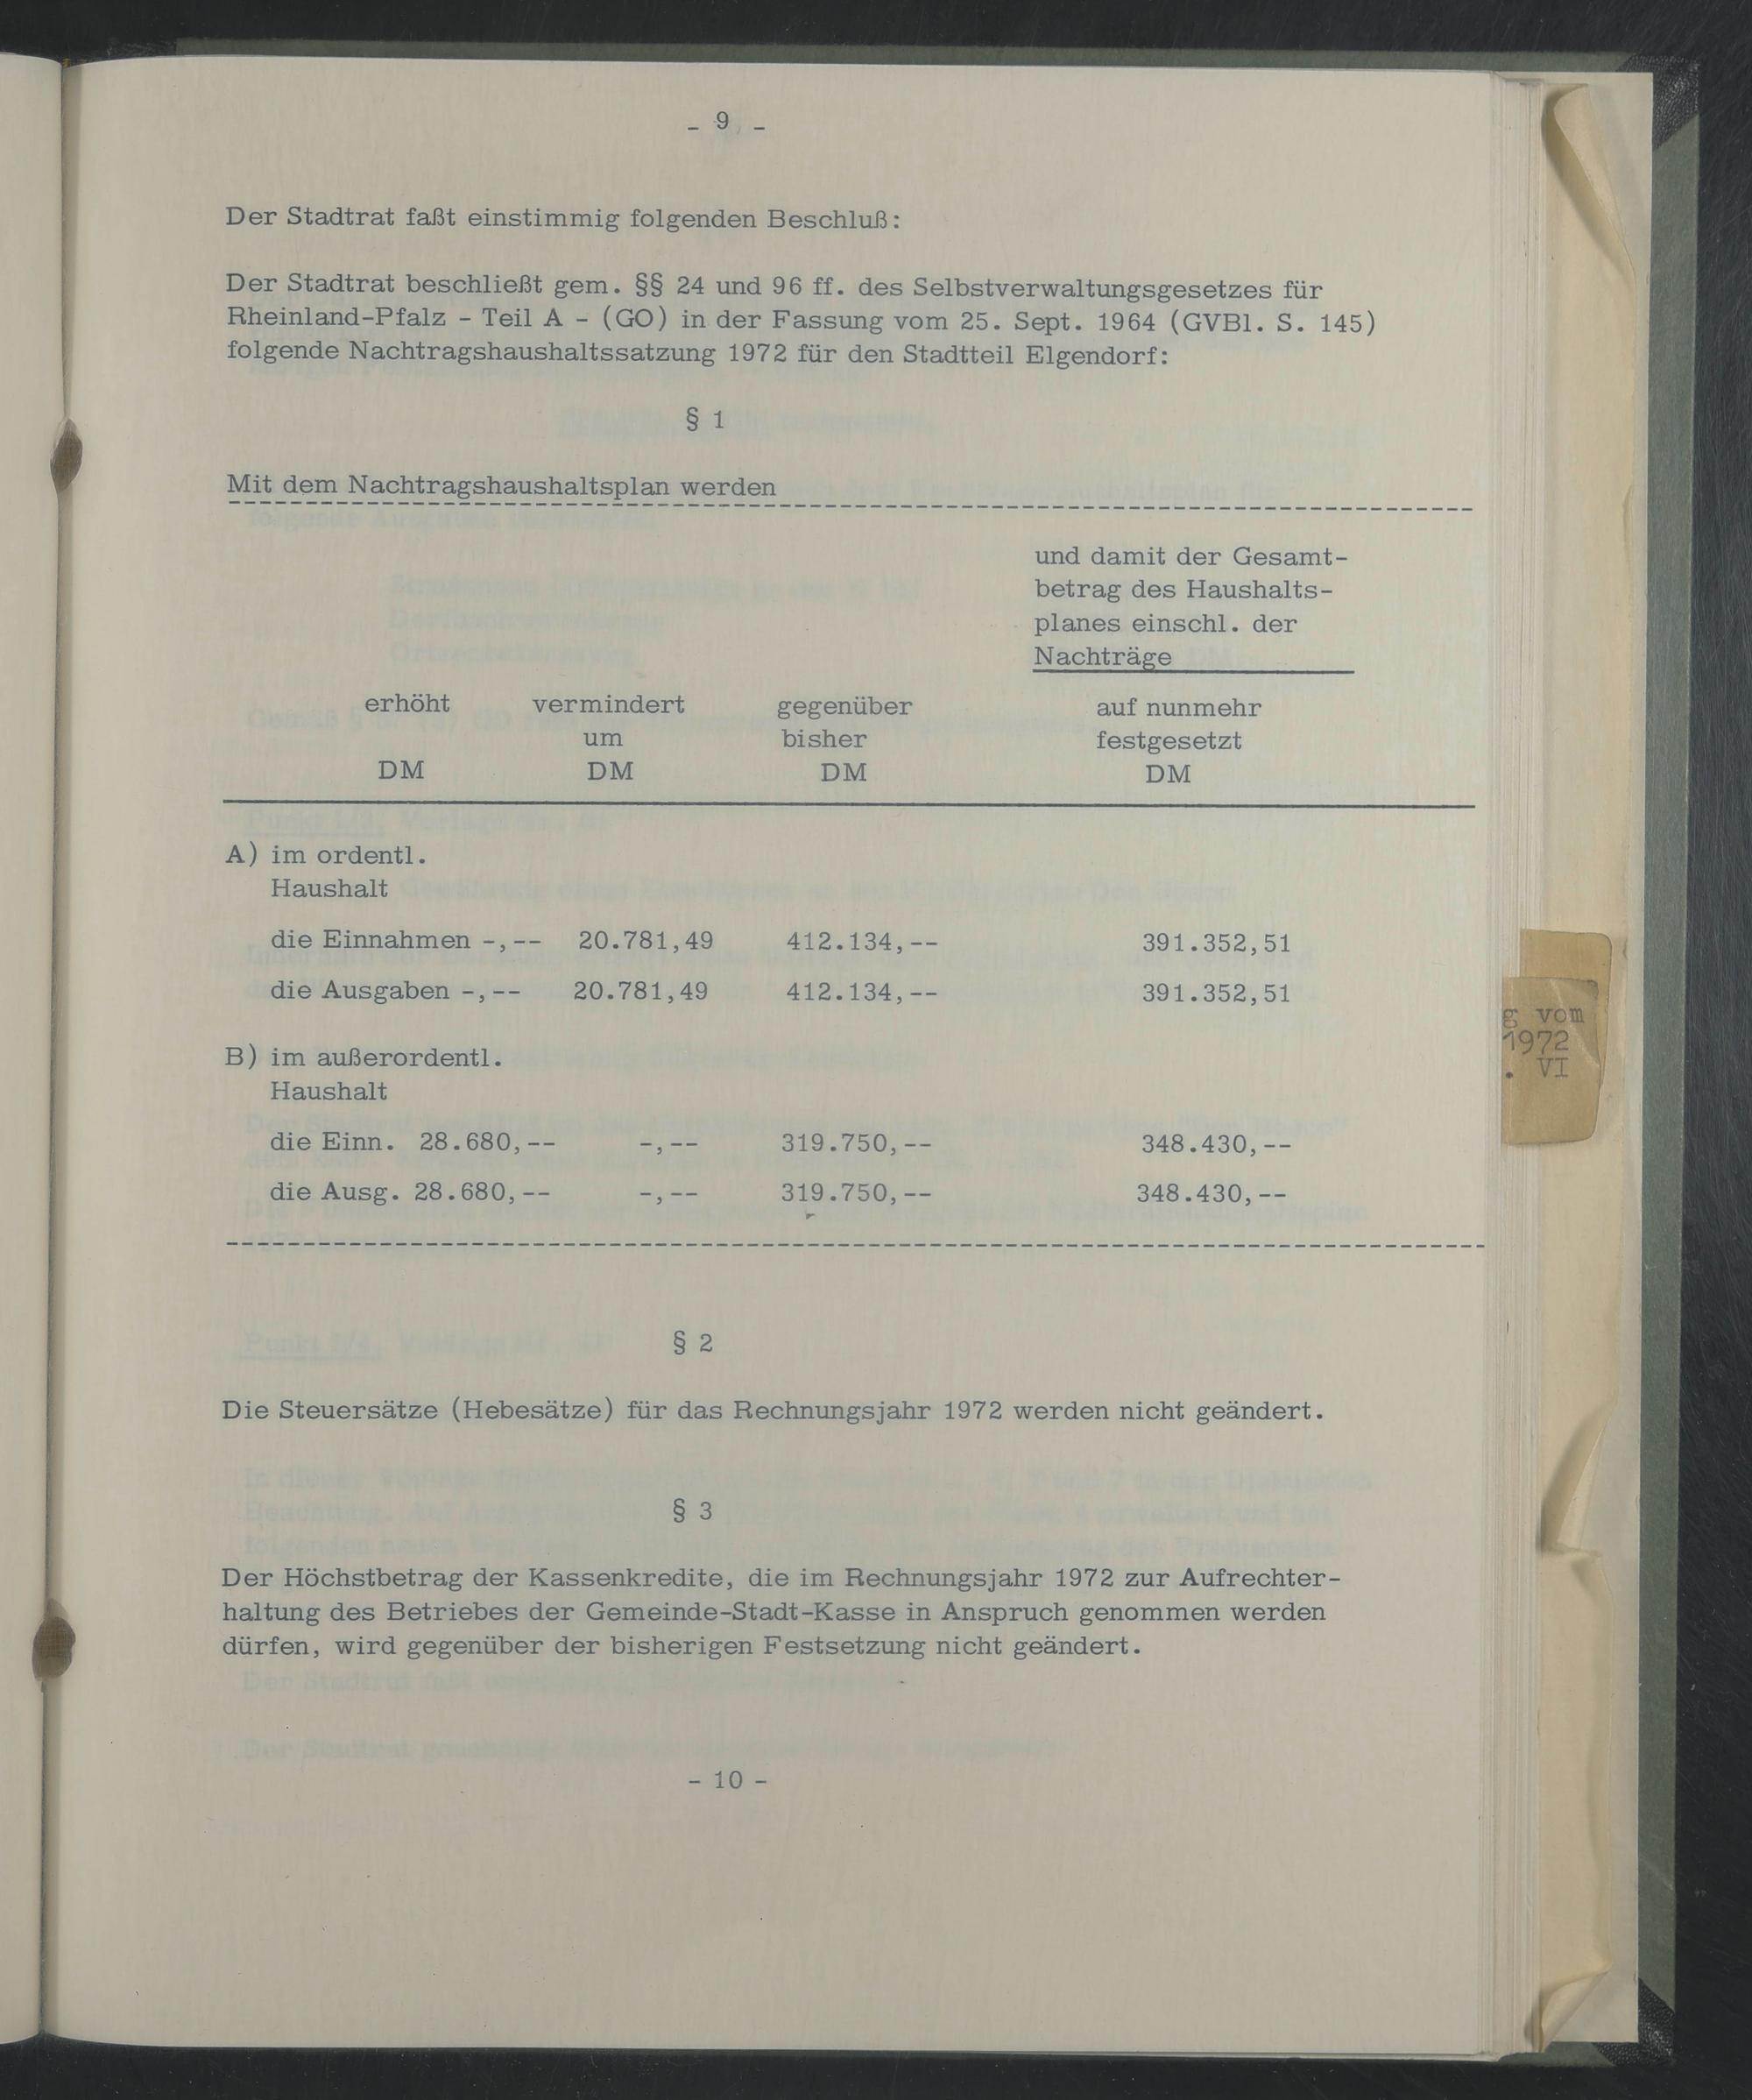 - 9 -
Der Stadtrat faßt einstimmig folgenden Beschluß:
Der Stadtrat beschließt gem. §§ 24 und 96 ff. des Selbstverwaltungsgesetzes für
Rheinland-Pfalz - Teil A - (GO) in der Fassung vom 25. Sept. 1964 (GVBl. S. 145)
folgende Nachtragshaushaltssatzung 1972 für den Stadtteil Elgendorf:
§ 1
Mit dem Nachtragshaushaltsplan werden
und damit der Gesamt-
betrag des Haushalts-
planes einschl. der
Nachträge
erhöht vermindert gegenüber auf nunmehr
um bisher festgesetzt
DM DM DM DM
A) im ordentl.
Haushalt
die Einnahmen -,-- 20.781,49 412.134,-- 391.352,51
die Ausgaben -,-- 20.781,49 412.134,-- 391.352,51
B) im außerordentl.
Haushalt
die Einn. 28.680,-- -,-- 319.750,-- 348.430,--
die Ausg. 28.680,-- -,-- 319.750,-- 348.430,--
§ 2
Die Steuersätze (Hebesätze) für das Rechnungsjahr 1972 werden nicht geändert.
§ 3
Der Höchstbetrag der Kassenkredite, die im Rechnungsjahr 1972 zur Aufrechter-
haltung des Betriebes der Gemeinde-Stadt-Kasse in Anspruch genommen werden
dürfen, wird gegenüber der bisherigen Festsetzung nicht geändert.
- 10 -
g vom
1972
. VI